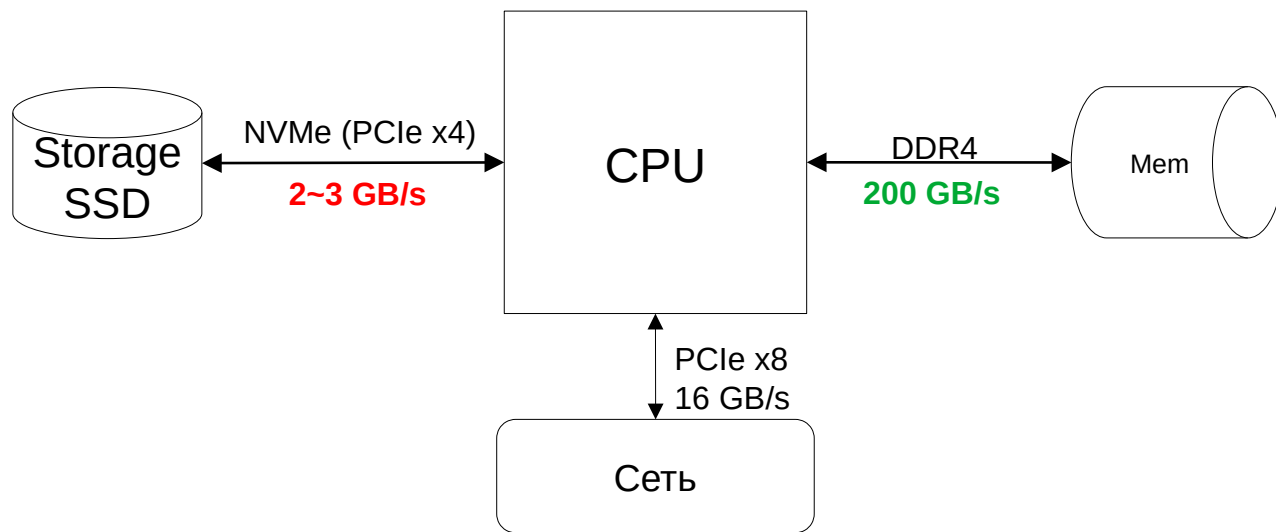 Storage
SSD
NVMe (PCIe x4)
2~3 GB/s
CPU
DDR4
200 GB/s
Mem
PCIe x8
16 GB/s
Сеть